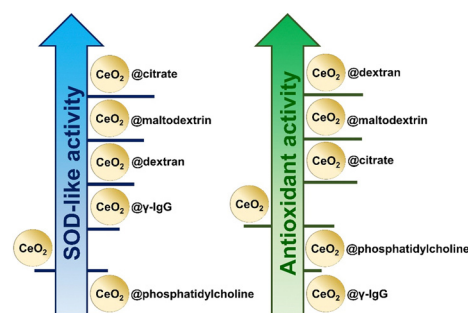 SOD-like activity
CeO2 @citrate
CeO2 @maltodextrin
CeO2 @dextran
CeO2 @γ-IgG
CeO2
CeO2 @phosphatidylcholine
Antioxidant activity
CeO2 @dextran
CeO2 @maltodextrin
CeO2 @citrate
CeO2
CeO2 @phosphatidylcholine
CeO2 @γ-IgG